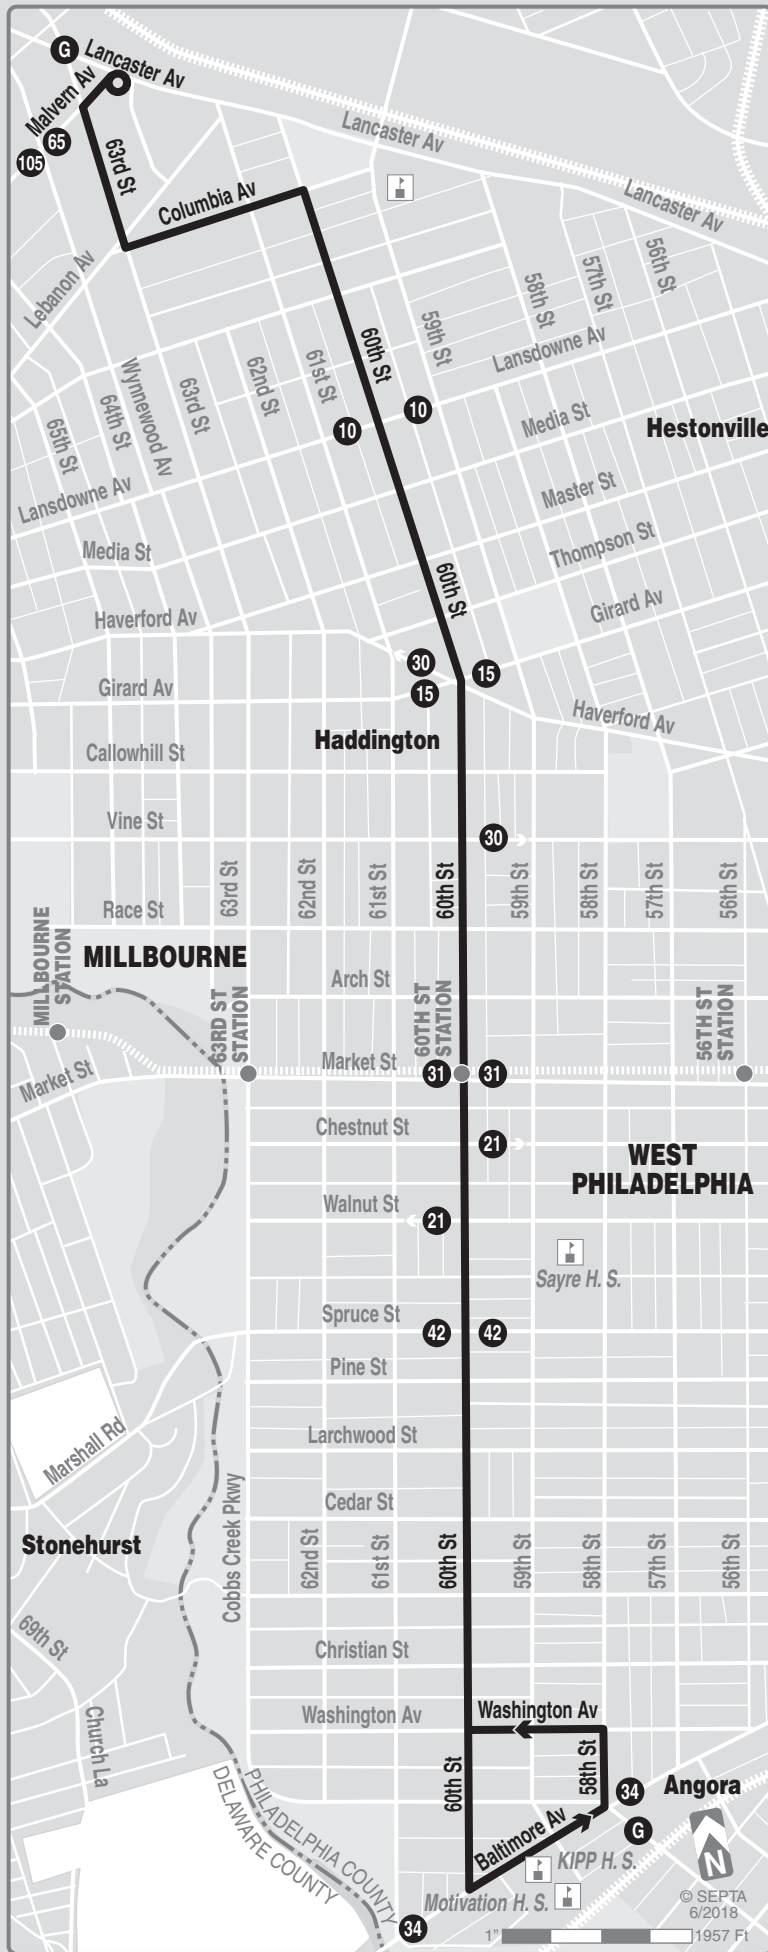 G
Lancaster Av
Malvern Av
65
105
63rd St
Lancaster Av
Columbia Av
Lancaster Av
Lebanon Av
56th St
57th St
58th St
59th St
60th St
61st St
62nd St
63rd St
Wynnewood Av
64th St
65th St
Lansdowne Av
10
10
Media St
Hestonville
Lansdowne Av
Master St
Media St
Thompson St
60th St
Girard Av
Haverford Av
30
15
15
Girard Av
Haverford Av
Haddington
Callowhill St
Vine St
30
63rd St
62nd St
61st St
60th St
59th St
58th St
57th St
56th St
Race St
MILLBOURNE
STATION
MILLBOURNE
Arch St
63RD ST
STATION
60TH ST
STATION
56TH ST
STATION
Market St
Market St
31
31
Chestnut St
21
WEST
PHILADELPHIA
Walnut St
21
Sayre H. S.
Spruce St
42
42
Pine St
Marshall Rd
Larchwood St
Cedar St
Stonehurst
Cobbs Creek Pkwy
62nd St
61st St
60th St
59th St
58th St
57th St
56th St
69th St
Christian St
Washington Av
Washington Av
Church La
60th St
58th St
34
Angora
G
Baltimore Av
PHILADELPHIA COUNTY
DELAWARE COUNTY
KIPP H. S.
N
Motivation H. S.
34
© SEPTA
6/2018
1"
1957 Ft